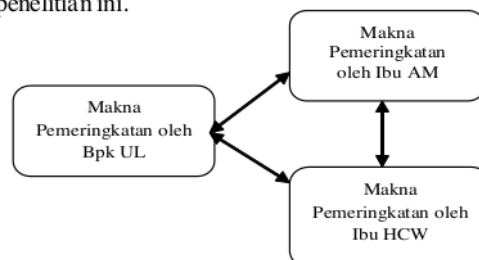 penelitian ini.
Makna
Pemeringkatan
oleh Ibu AM
Makna
Pemeringkatan oleh
Bpk UL
Makna
Pemeringkatan oleh
Ibu HCW